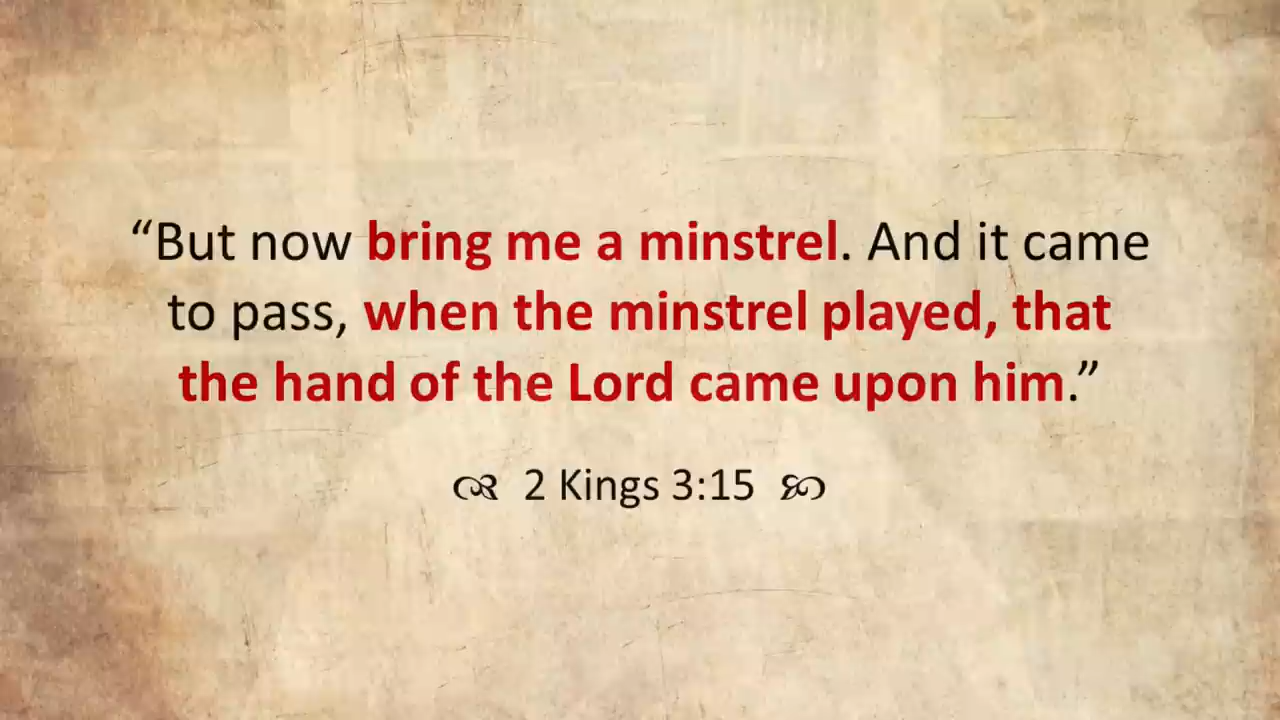 “But now bring me a minstrel. And it came
to pass, when the minstrel played, that
the hand of the Lord came upon him.”
2 Kings 3:15